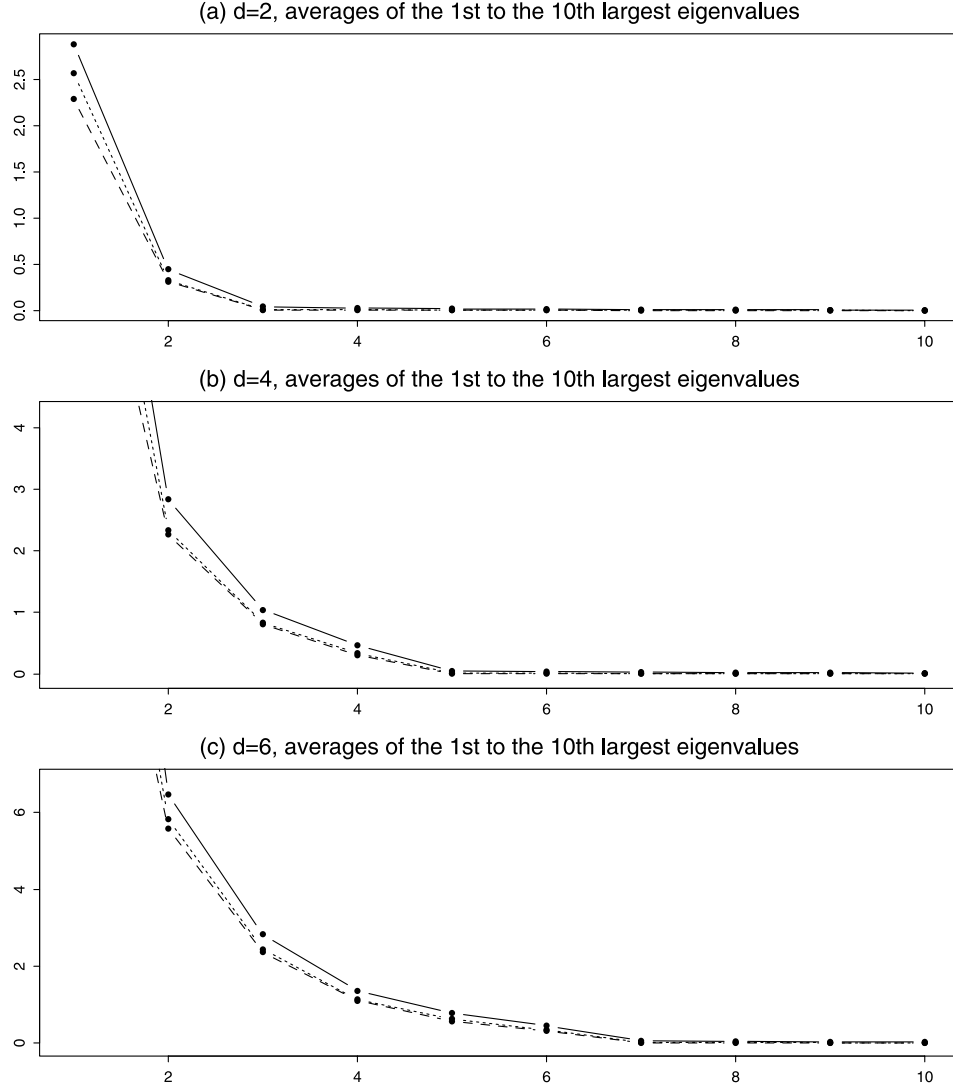 (a) d=2, averages of the 1st to the 10th largest eigenvalues
2.5
2.0
1.5
1.0
0.5
0.0
2 4 6 8 10
(b) d=4, averages of the 1st to the 10th largest eigenvalues
4
3
2
1
0
2 4 6 8 10
(c) d=6, averages of the 1st to the 10th largest eigenvalues
6
4
2
0
2 4 6 8 10